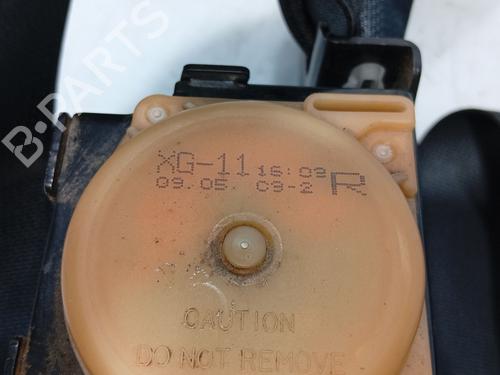 B-PARTS
XG-11 16:09
09.05. C9-2 R
CAUTION
DO NOT REMOVE